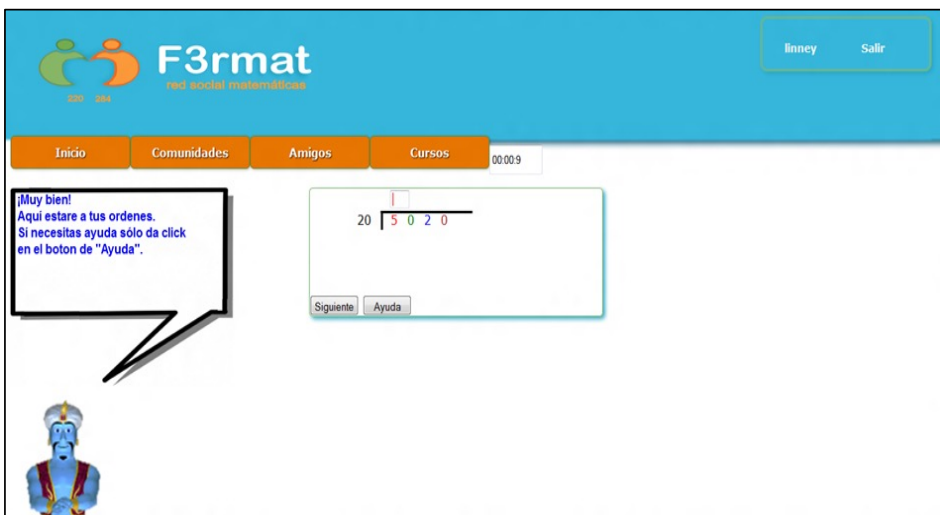 F3rmat
red social matemáticas
220 284
linney Salir
Inicio Comunidades Amigos Cursos 00:00:9
¡Muy bien!
Aqui estare a tus ordenes.
Si necesitas ayuda sólo da click
en el boton de "Ayuda".
20 5 0 2 0
Siguiente Ayuda